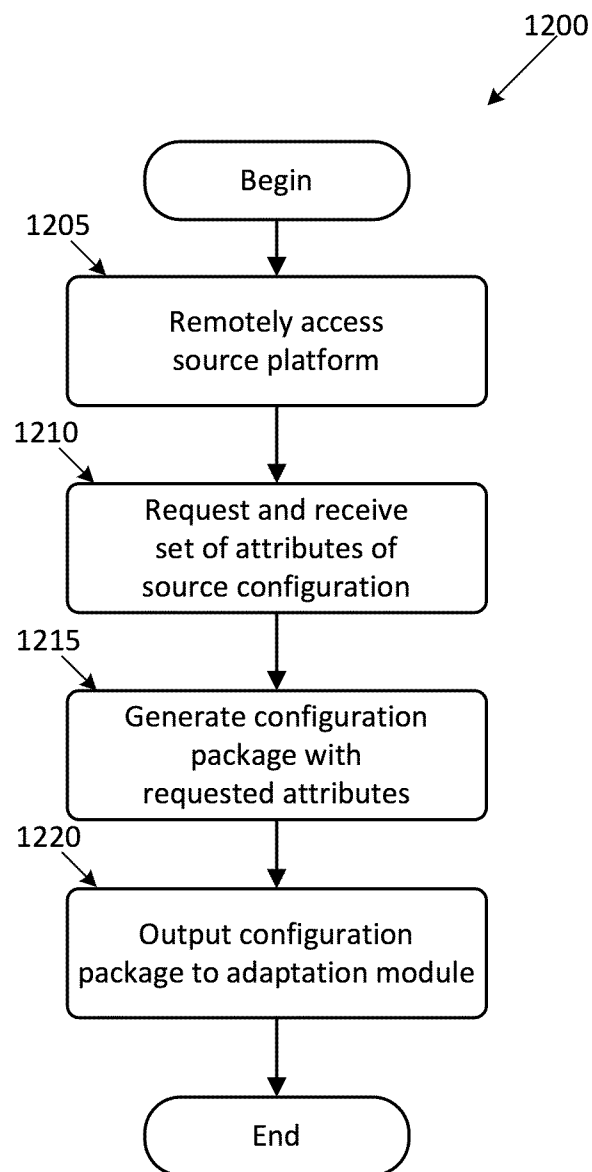 1200
Begin
1205
Remotely access
source platform
1210
Request and receive
set of attributes of
source configuration
1215
Generate configuration
package with
requested attributes
1220
Output configuration
package to adaptation module
End